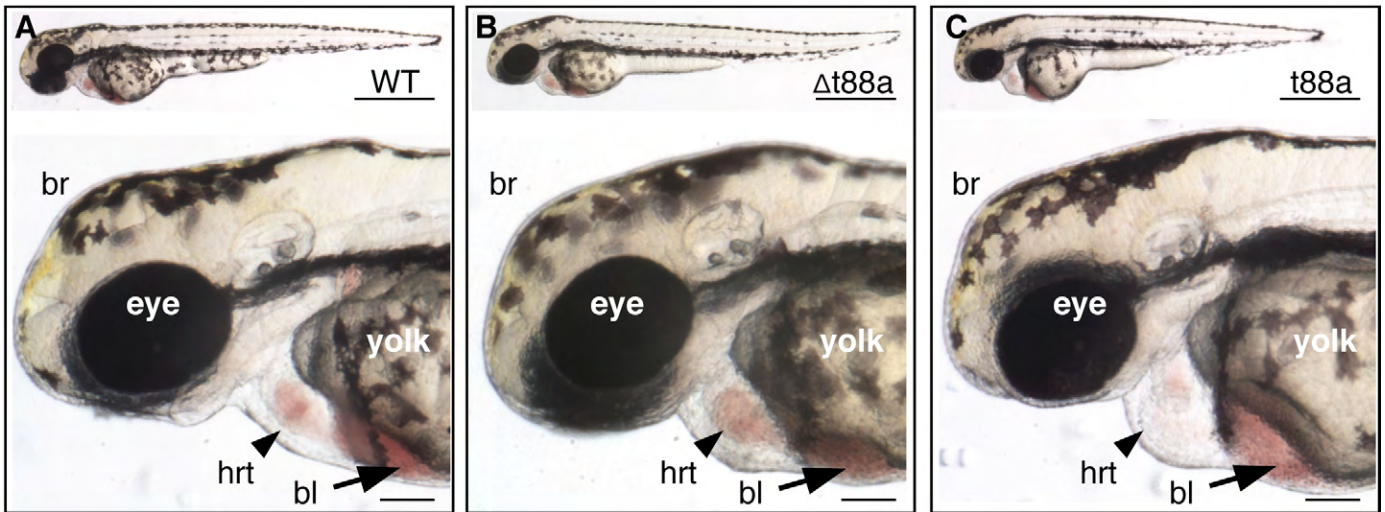 A
WT
br
eye
yolk
hrt
bl
B
Δt88a
br
eye
yolk
hrt
bl
C
t88a
br
eye
yolk
hrt
bl